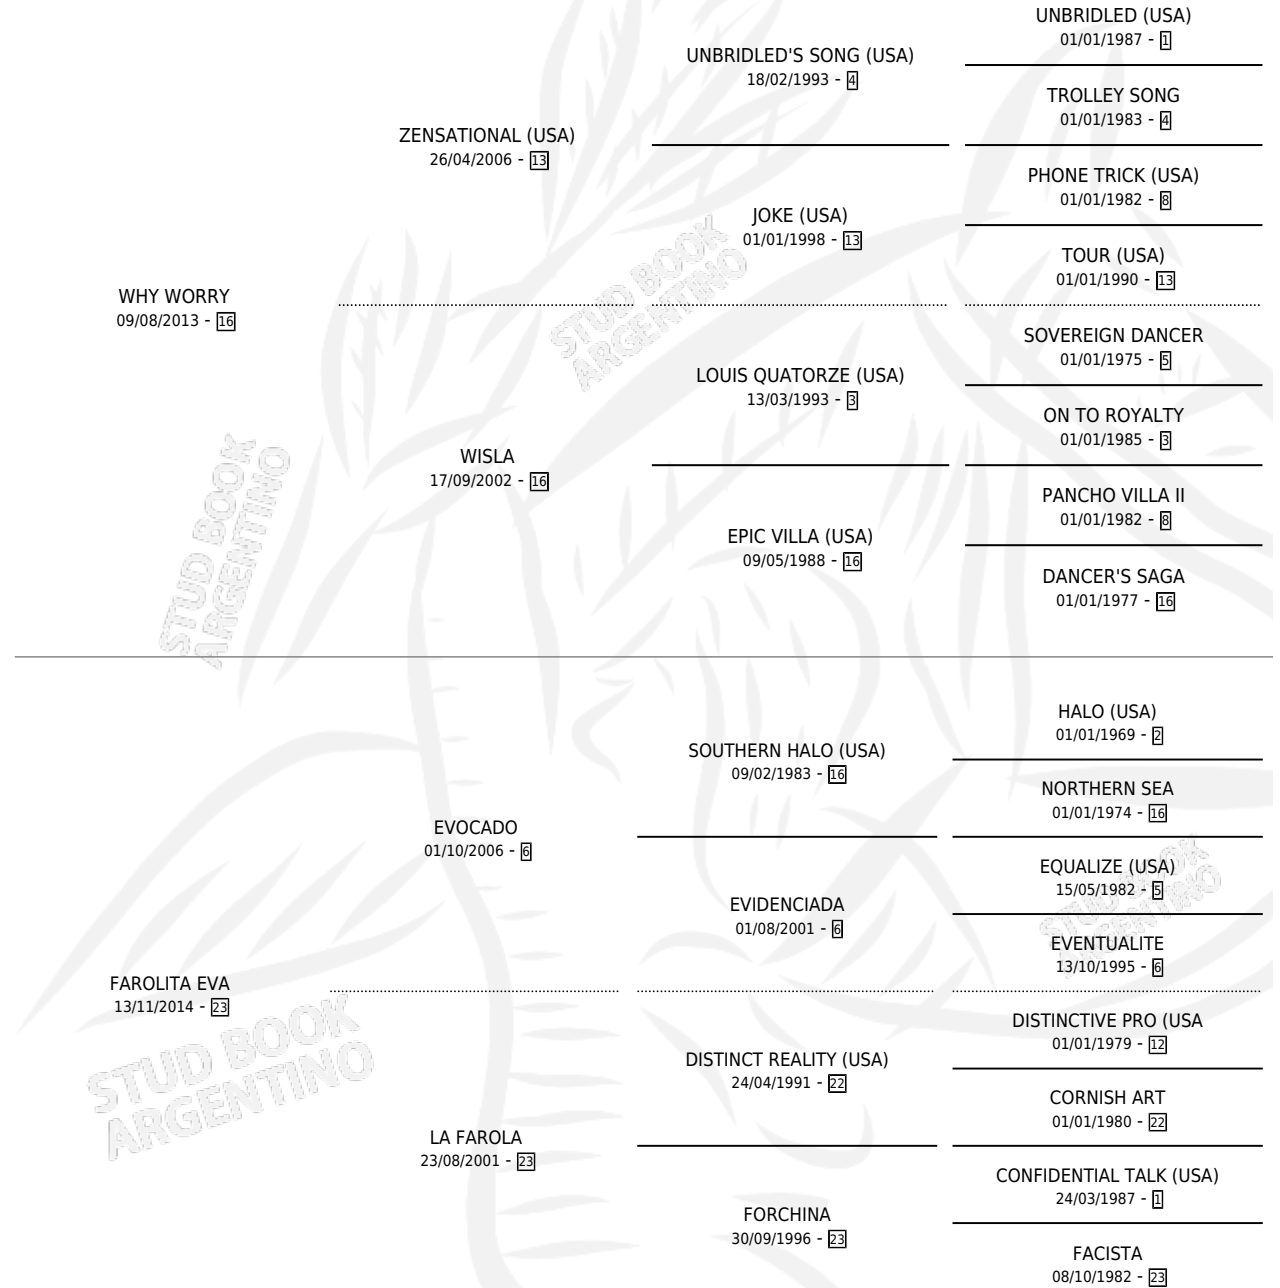 UNBRIDLED (USA)
01/01/1987 - 1
UNBRIDLED'S SONG (USA)
18/02/1993 - 4
TROLLEY SONG
01/01/1983 - 4
ZENSATIONAL (USA)
26/04/2006 - 13
PHONE TRICK (USA)
01/01/1982 - 8
JOKE (USA)
01/01/1998 - 13
TOUR (USA)
01/01/1990 - 13
WHY WORRY
09/08/2013 - 16
SOVEREIGN DANCER
01/01/1975 - 5
LOUIS QUATORZE (USA)
13/03/1993 - 3
ON TO ROYALTY
01/01/1985 - 3
WISLA
17/09/2002 - 16
PANCHO VILLA II
01/01/1982 - 8
EPIC VILLA (USA)
09/05/1988 - 16
DANCER'S SAGA
01/01/1977 - 16
HALO (USA)
01/01/1969 - 2
SOUTHERN HALO (USA)
09/02/1983 - 16
NORTHERN SEA
01/01/1974 - 16
EVOCADO
01/10/2006 - 6
EQUALIZE (USA)
15/05/1982 - 5
EVIDENCIADA
01/08/2001 - 6
EVENTUALITE
13/10/1995 - 6
FAROLITA EVA
13/11/2014 - 23
DISTINCTIVE PRO (USA
01/01/1979 - 12
DISTINCT REALITY (USA)
24/04/1991 - 22
CORNISH ART
01/01/1980 - 22
LA FAROLA
23/08/2001 - 23
CONFIDENTIAL TALK (USA)
24/03/1987 - 1
FORCHINA
30/09/1996 - 23
FACISTA
08/10/1982 - 23
STUD BOOK
ARGENTINO
STUD BOOK
ARGENTINO
STUD BOOK
ARGENTINO
STUD BOOK
ARGENTINO